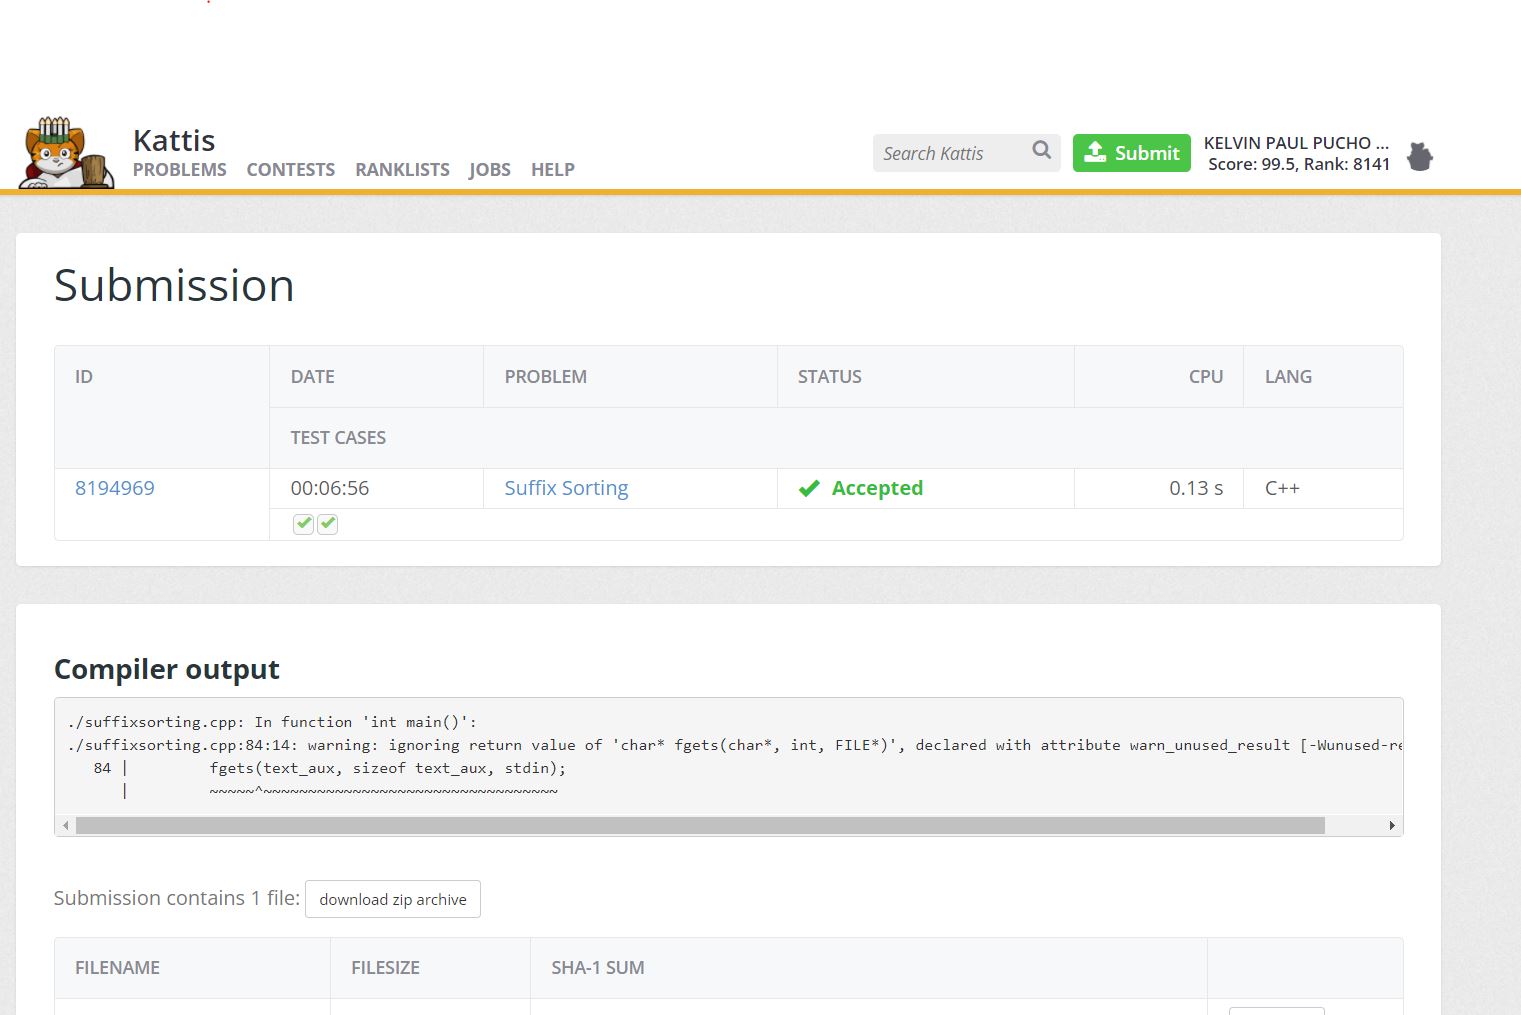 Kattis
PROBLEMS CONTESTS RANKLISTS JOBS HELP
Search Kattis
Submit
KELVIN PAUL PUCHO ...
Score: 99.5, Rank: 8141
Submission
ID DATE PROBLEM STATUS CPU LANG
TEST CASES
8194969 00:06:56 Suffix Sorting Accepted 0.13 s C++
Compiler output
./suffixsorting.cpp: In function 'int main()':
./suffixsorting.cpp:84:14: warning: ignoring return value of 'char* fgets(char*, int, FILE*)', declared with attribute warn_unused_result [-Wunused-re
84 | fgets(text_aux, sizeof text_aux, stdin);
| ~~~~~^~~~~~~~~~~~~~~~~~~~~~~~~~~~~~~~~~
Submission contains 1 file: download zip archive
FILENAME FILESIZE SHA-1 SUM